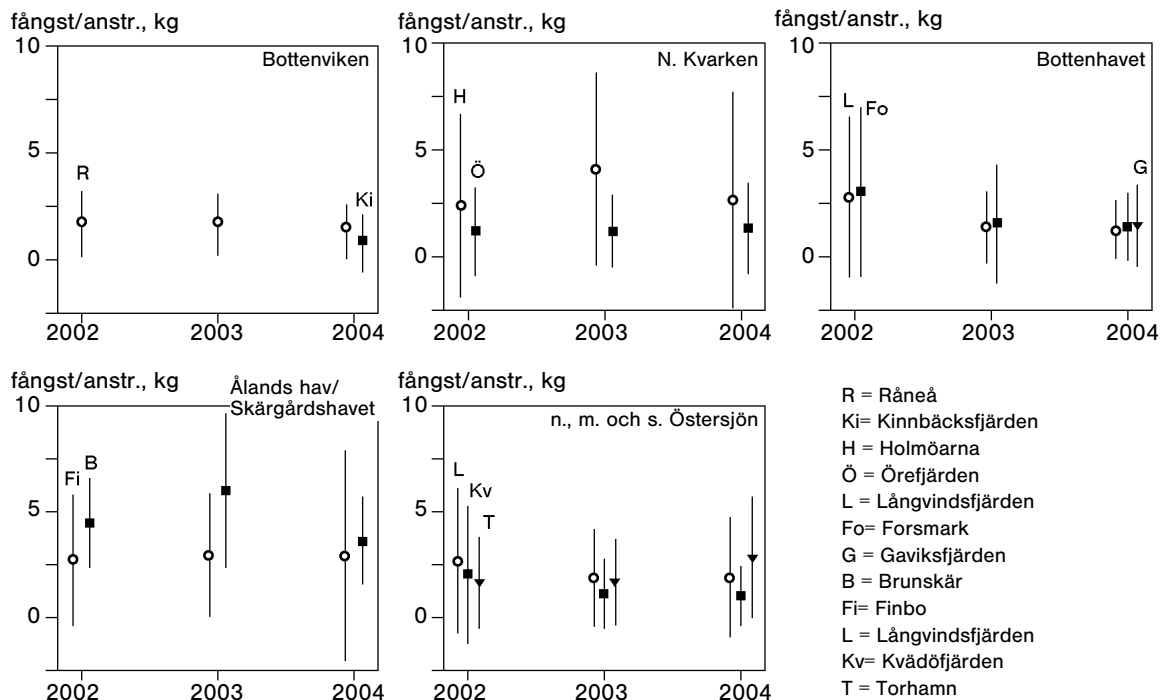 fångst/anstr., kg
10
5
0
Bottenviken
R
Ki
2002 2003 2004
fångst/anstr., kg
10
5
0
N. Kvarken
H
Ö
2002 2003 2004
fångst/anstr., kg
10
5
0
Bottenhavet
L
Fo
G
2002 2003 2004
fångst/anstr., kg
10
5
0
Ålands hav/
Skärgårdshavet
Fi
B
2002 2003 2004
fångst/anstr., kg
10
5
0
n., m. och s. Östersjön
L
Kv
T
2002 2003 2004
R = Råneå
Ki= Kinnbäcksfjärden
H = Holmöarna
Ö = Örefjärden
L = Långvindsfjärden
Fo= Forsmark
G = Gaviksfjärden
B = Brunskär
Fi= Finbo
L = Långvindsfjärden
Kv= Kvädöfjärden
T = Torhamn